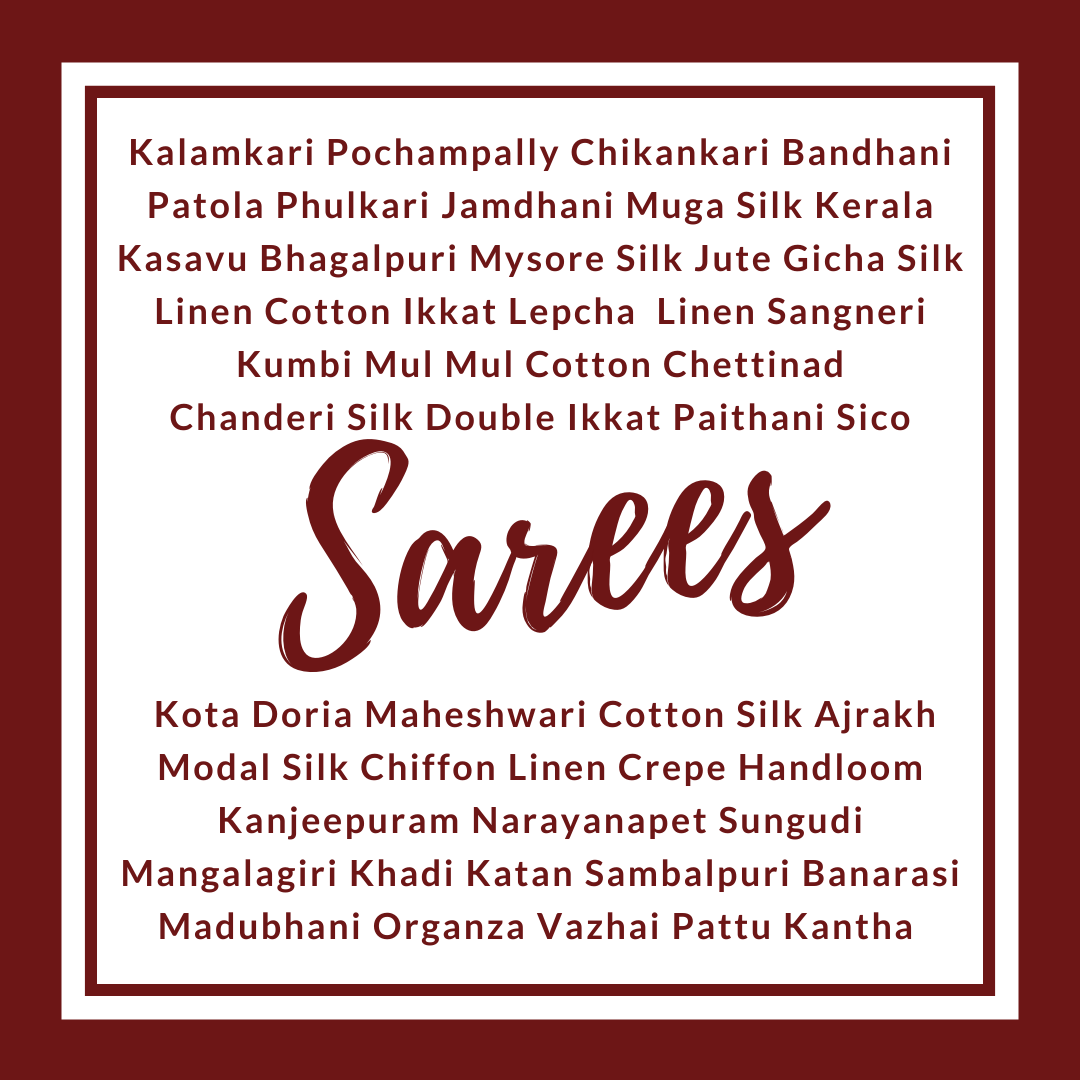 Kalamkari Pochampally Chikankari Bandhani
Patola Phulkari Jamdhani Muga Silk Kerala
Kasavu Bhagalpuri Mysore Silk Jute Gicha Silk
Linen Cotton Ikkat Lepcha  Linen Sangneri
Kumbi Mul Mul Cotton Chettinad
Chanderi Silk Double Ikkat Paithani Sico
Sarees
Kota Doria Maheshwari Cotton Silk Ajrakh
Modal Silk Chiffon Linen Crepe Handloom
Kanjeepuram Narayanapet Sungudi
Mangalagiri Khadi Katan Sambalpuri Banarasi
Madubhani Organza Vazhai Pattu Kantha